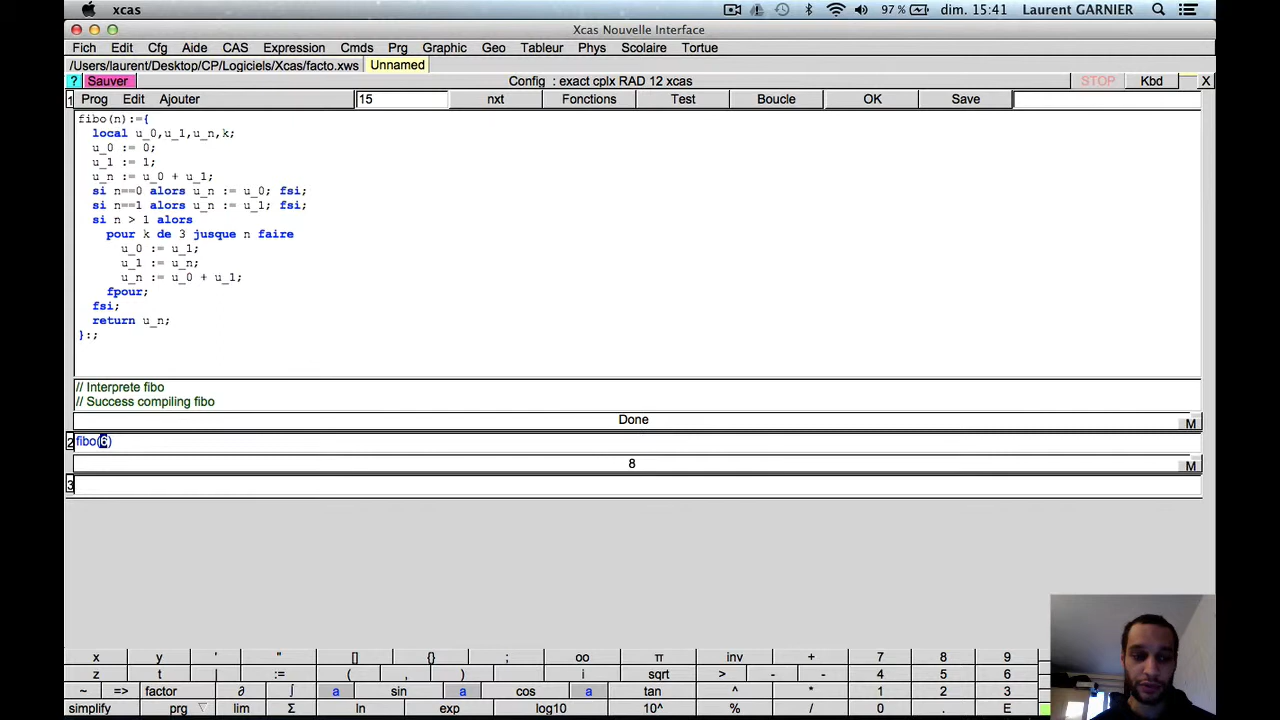 xcas 97 % dim. 15:41 Laurent GARNIER
Xcas Nouvelle Interface
Fich Edit Cfg Aide CAS Expression Cmds Prg Graphic Geo Tableur Phys Scolaire Tortue
/Users/laurent/Desktop/CP/Logiciels/Xcas/facto.xws Unnamed
? Sauver Config : exact cplx RAD 12 xcas STOP Kbd X
1 Prog Edit Ajouter 15 nxt Fonctions Test Boucle OK Save
fibo(n):={
local u_0,u_1,u_n,k;
u_0 := 0;
u_1 := 1;
u_n := u_0 + u_1;
si n==0 alors u_n := u_0; fsi;
si n==1 alors u_n := u_1; fsi;
si n > 1 alors
pour k de 3 jusque n faire
u_0 := u_1;
u_1 := u_n;
u_n := u_0 + u_1;
fpour;
fsi;
return u_n;
}:;
// Interprete fibo
// Success compiling fibo
Done M
2 fibo(6)
8 M
3
x y ' " [] {} ; oo π inv + 7 8 9
z t | := ( , ) i sqrt > - - 4 5 6
~ => factor ∂ ∫ a sin a cos a tan ^ * 1 2 3
simplify prg lim Σ ln exp log10 10^ % / 0 . E